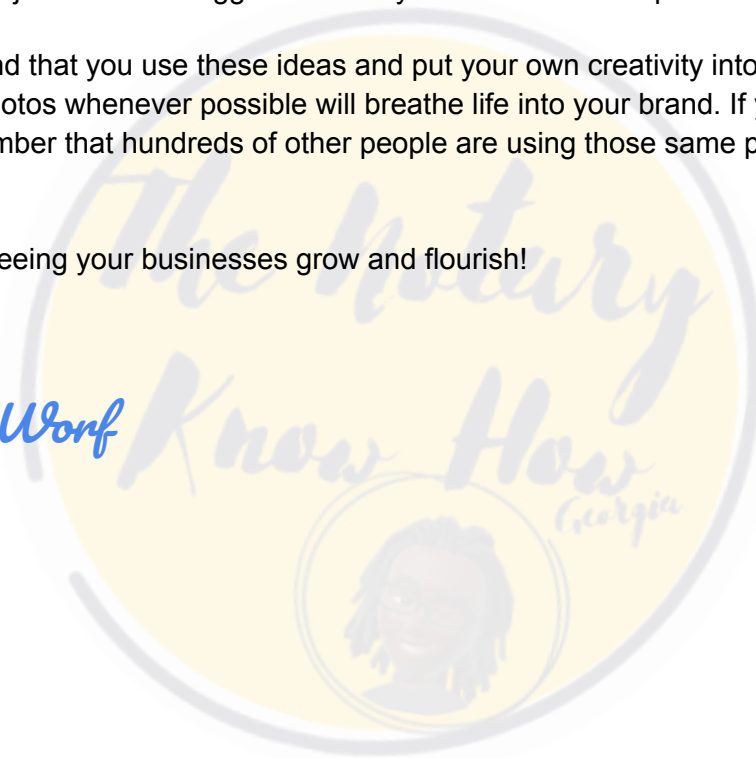 nd that you use these ideas and put your own creativity into
otos whenever possible will breathe life into your brand. If y
mber that hundreds of other people are using those same p
The Notary
eeing your businesses grow and flourish!
Know How
Worf
Georgia